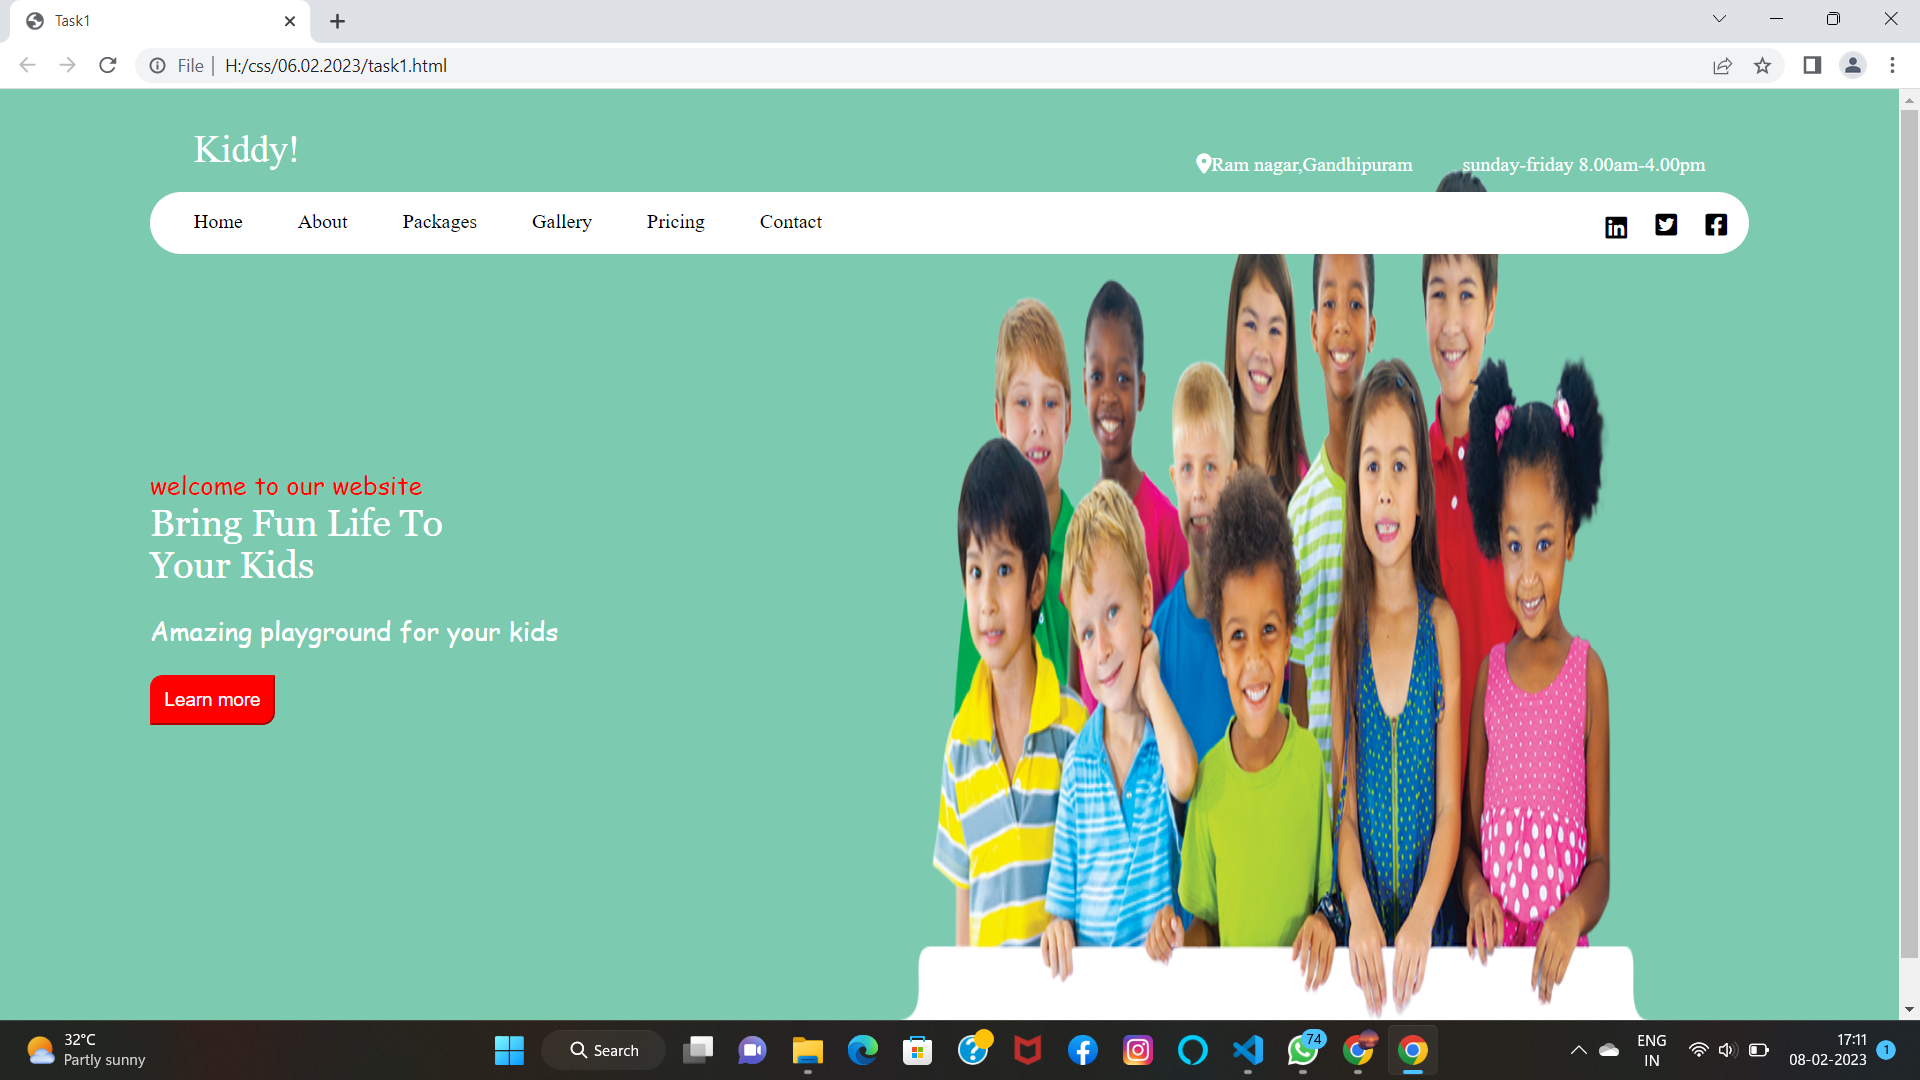 Task1
File
H:/css/06.02.2023/task1.html
Kiddy!
Ram nagar,Gandhipuram
sunday-friday 8.00am-4.00pm
Home
About
Packages
Gallery
Pricing
Contact
in
welcome to our website
Bring Fun Life To
Your Kids
Amazing playground for your kids
Learn more
32°C
Partly sunny
Search
74
ENG
IN
17:11
08-02-2023
1